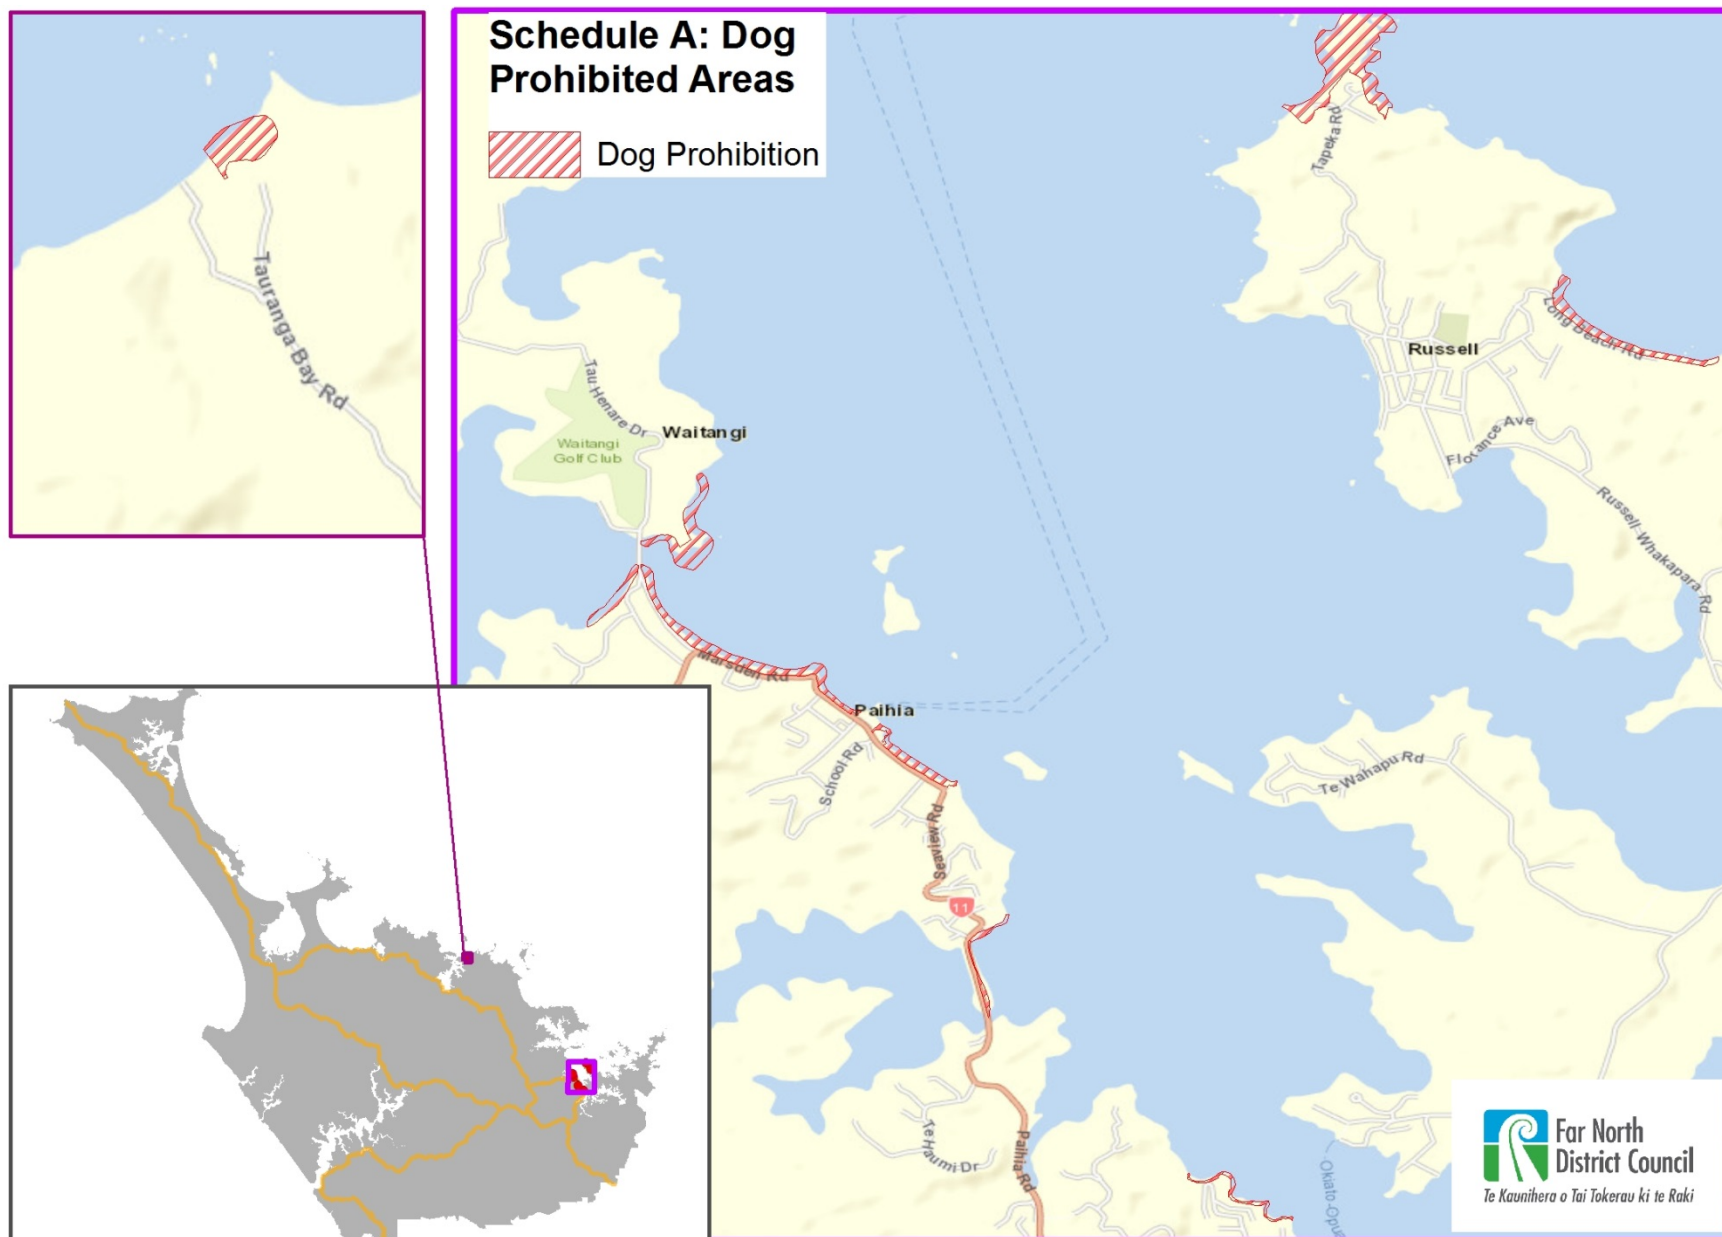 Schedule A: Dog
Prohibited Areas
Dog Prohibition
Tauranga Bay Rd
Tapeka Rd
Long Beach Rd
Russell
Tau Henare Dr
Waitangi
Waitangi
Golf Club
Florance Ave
Russell-Whakapara Rd
Marsden Rd
Paihia
School Rd
Te Wahapu Rd
Seaview Rd
11
Te Haumi Dr
Paihia Rd
Okiato-Opua
Far North
District Council
Te Kaunihera o Tai Tokerau ki te Raki